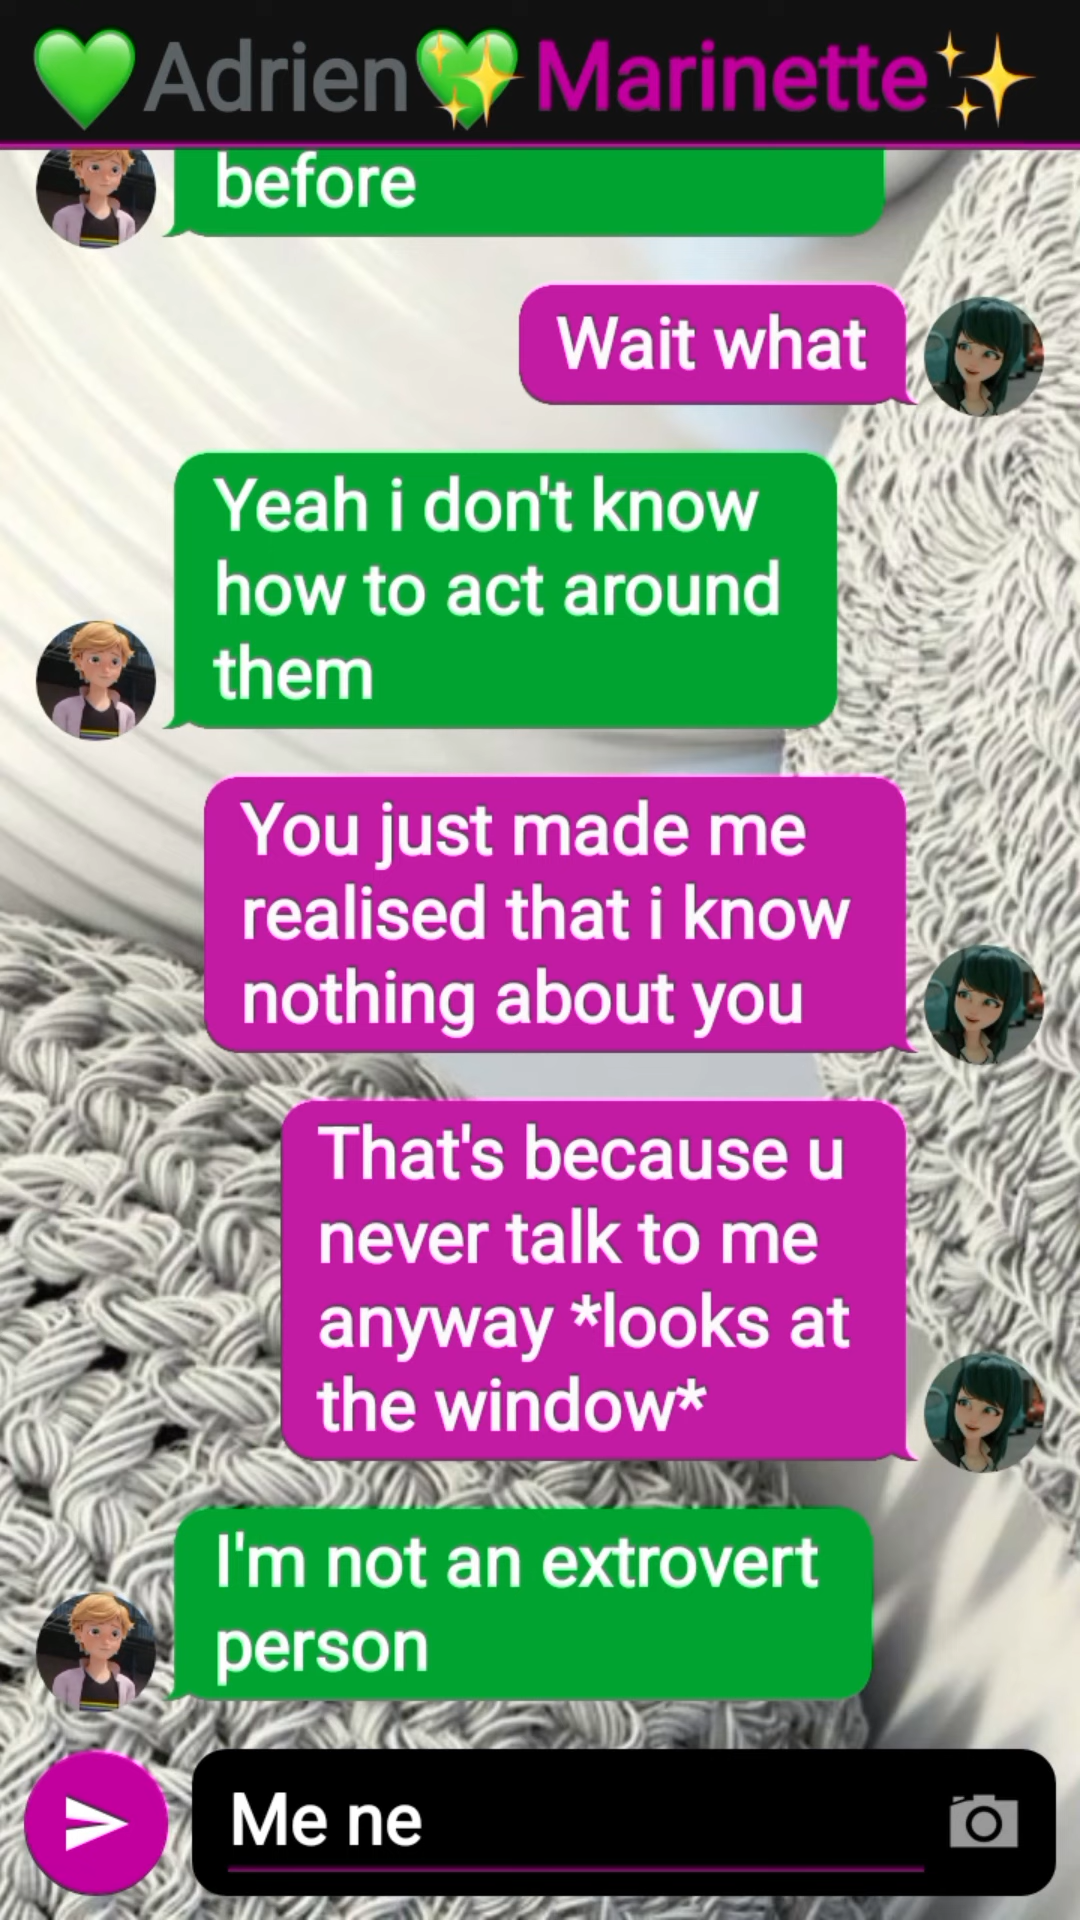 💚Adrien💚✨Marinette✨
before
Wait what
Yeah i don't know
how to act around
them
You just made me
realised that i know
nothing about you
That's because u
never talk to me
anyway *looks at
the window*
I'm not an extrovert
person
Me ne